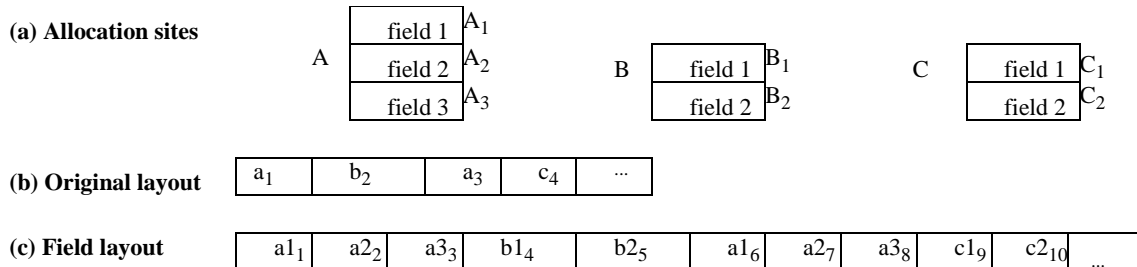 (a) Allocation sites
A
field 1 A₁
field 2 A₂
field 3 A₃
B
field 1 B₁
field 2 B₂
C
field 1 C₁
field 2 C₂
(b) Original layout a₁ b₂ a₃ c₄ ...
(c) Field layout a1₁ a2₂ a3₃ b1₄ b2₅ a1₆ a2₇ a3₈ c1₉ c2₁₀ ...